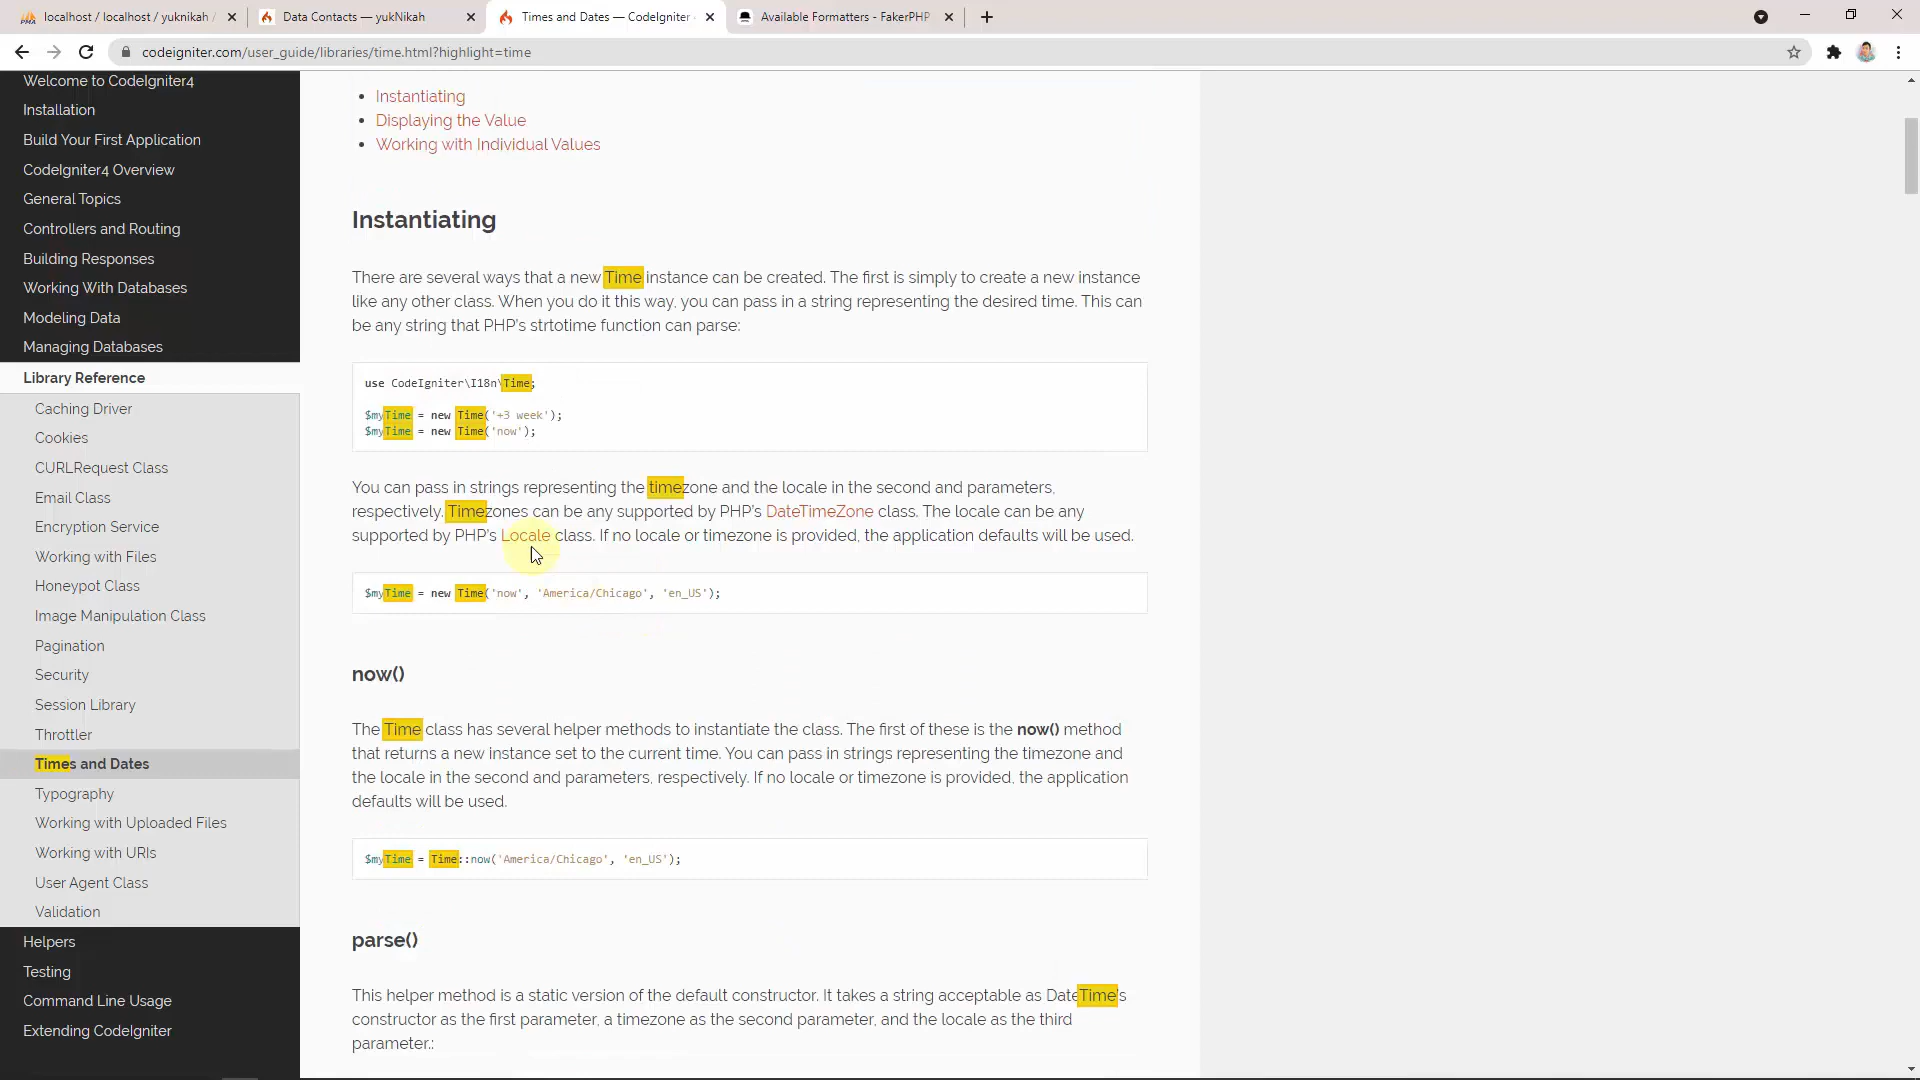 localhost / localhost / yuknikah /
Data Contacts — yukNikah
Times and Dates — CodeIgniter
Available Formatters - FakerPHP
codeigniter.com/user_guide/libraries/time.html?highlight=time
Welcome to CodeIgniter4
Installation
Build Your First Application
CodeIgniter4 Overview
General Topics
Controllers and Routing
Building Responses
Working With Databases
Modeling Data
Managing Databases
Library Reference
Caching Driver
Cookies
CURLRequest Class
Email Class
Encryption Service
Working with Files
Honeypot Class
Image Manipulation Class
Pagination
Security
Session Library
Throttler
Times and Dates
Typography
Working with Uploaded Files
Working with URIs
User Agent Class
Validation
Helpers
Testing
Command Line Usage
Extending CodeIgniter
• Instantiating
• Displaying the Value
• Working with Individual Values
Instantiating
There are several ways that a new Time instance can be created. The first is simply to create a new instance
like any other class. When you do it this way, you can pass in a string representing the desired time. This can
be any string that PHP's strtotime function can parse:
use CodeIgniter\I18n\Time;
$myTime = new Time('+3 week');
$myTime = new Time('now');
You can pass in strings representing the timezone and the locale in the second and parameters,
respectively. Timezones can be any supported by PHP's DateTimeZone class. The locale can be any
supported by PHP's Locale class. If no locale or timezone is provided, the application defaults will be used.
$myTime = new Time('now', 'America/Chicago', 'en_US');
now()
The Time class has several helper methods to instantiate the class. The first of these is the now() method
that returns a new instance set to the current time. You can pass in strings representing the timezone and
the locale in the second and parameters, respectively. If no locale or timezone is provided, the application
defaults will be used.
$myTime = Time::now('America/Chicago', 'en_US');
parse()
This helper method is a static version of the default constructor. It takes a string acceptable as DateTime's
constructor as the first parameter, a timezone as the second parameter, and the locale as the third
parameter.: